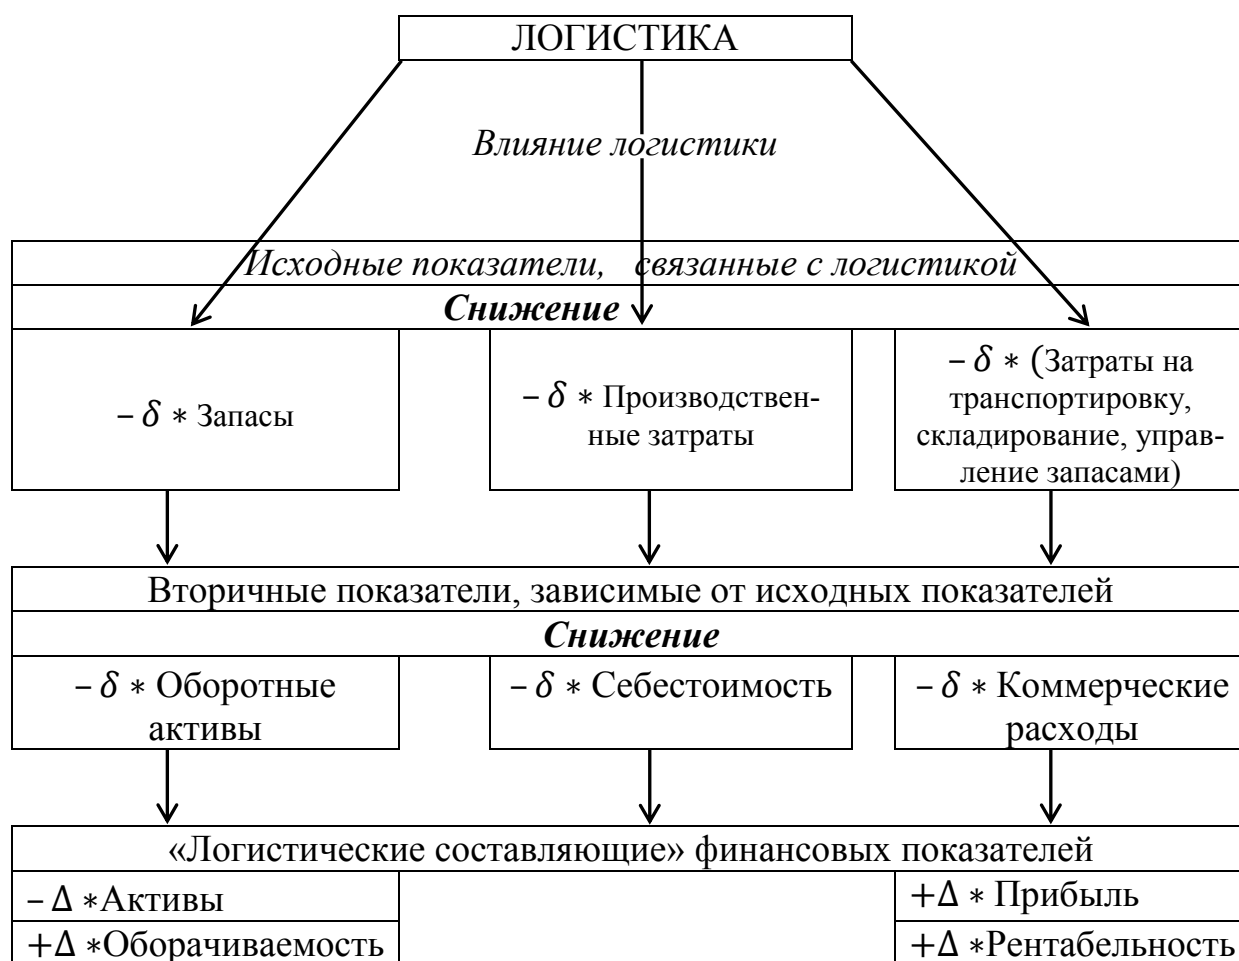 ЛОГИСТИКА
Влияние логистики
Исходные показатели, связанные с логистикой
Снижение
– δ ∗ Запасы
– δ ∗ Производствен-
ные затраты
– δ ∗ (Затраты на
транспортировку,
складирование, управ-
ление запасами)
Вторичные показатели, зависимые от исходных показателей
Снижение
– δ ∗ Оборотные
активы
– δ ∗ Себестоимость
– δ ∗ Коммерческие
расходы
«Логистические составляющие» финансовых показателей
– Δ ∗Активы
+Δ ∗Оборачиваемость
+Δ ∗ Прибыль
+Δ ∗Рентабельность